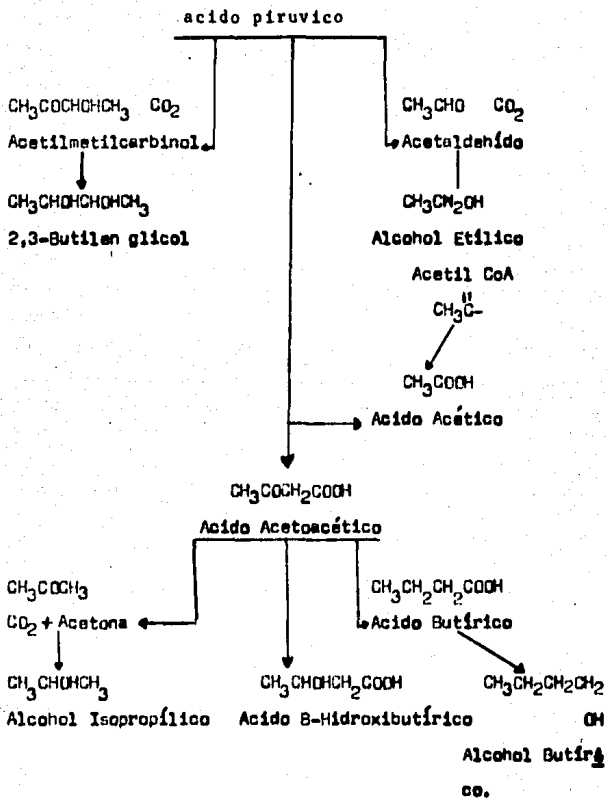 acido piruvico
CH3COCHOHCH3 CO2
CH3CHO CO2
Acetilmetilcarbinol
Acetaldehído
CH3CHOHCHOHCH3
CH3CN2OH
2,3-Butilen glicol
Alcohol Etílico
Acetil CoA
CH3C-
CH3COOH
Acido Acético
CH3COCH2COOH
Acido Acetoacético
CH3COCH3
CH3CH2CH2COOH
CO2 + Acetona
Acido Butírico
CH3CHOHCH3
CH3CHOHCH2COOH
CH3CH2CH2CH2
OH
Alcohol Isopropílico
Acido B-Hidroxibutírico
Alcohol Butíri
co.